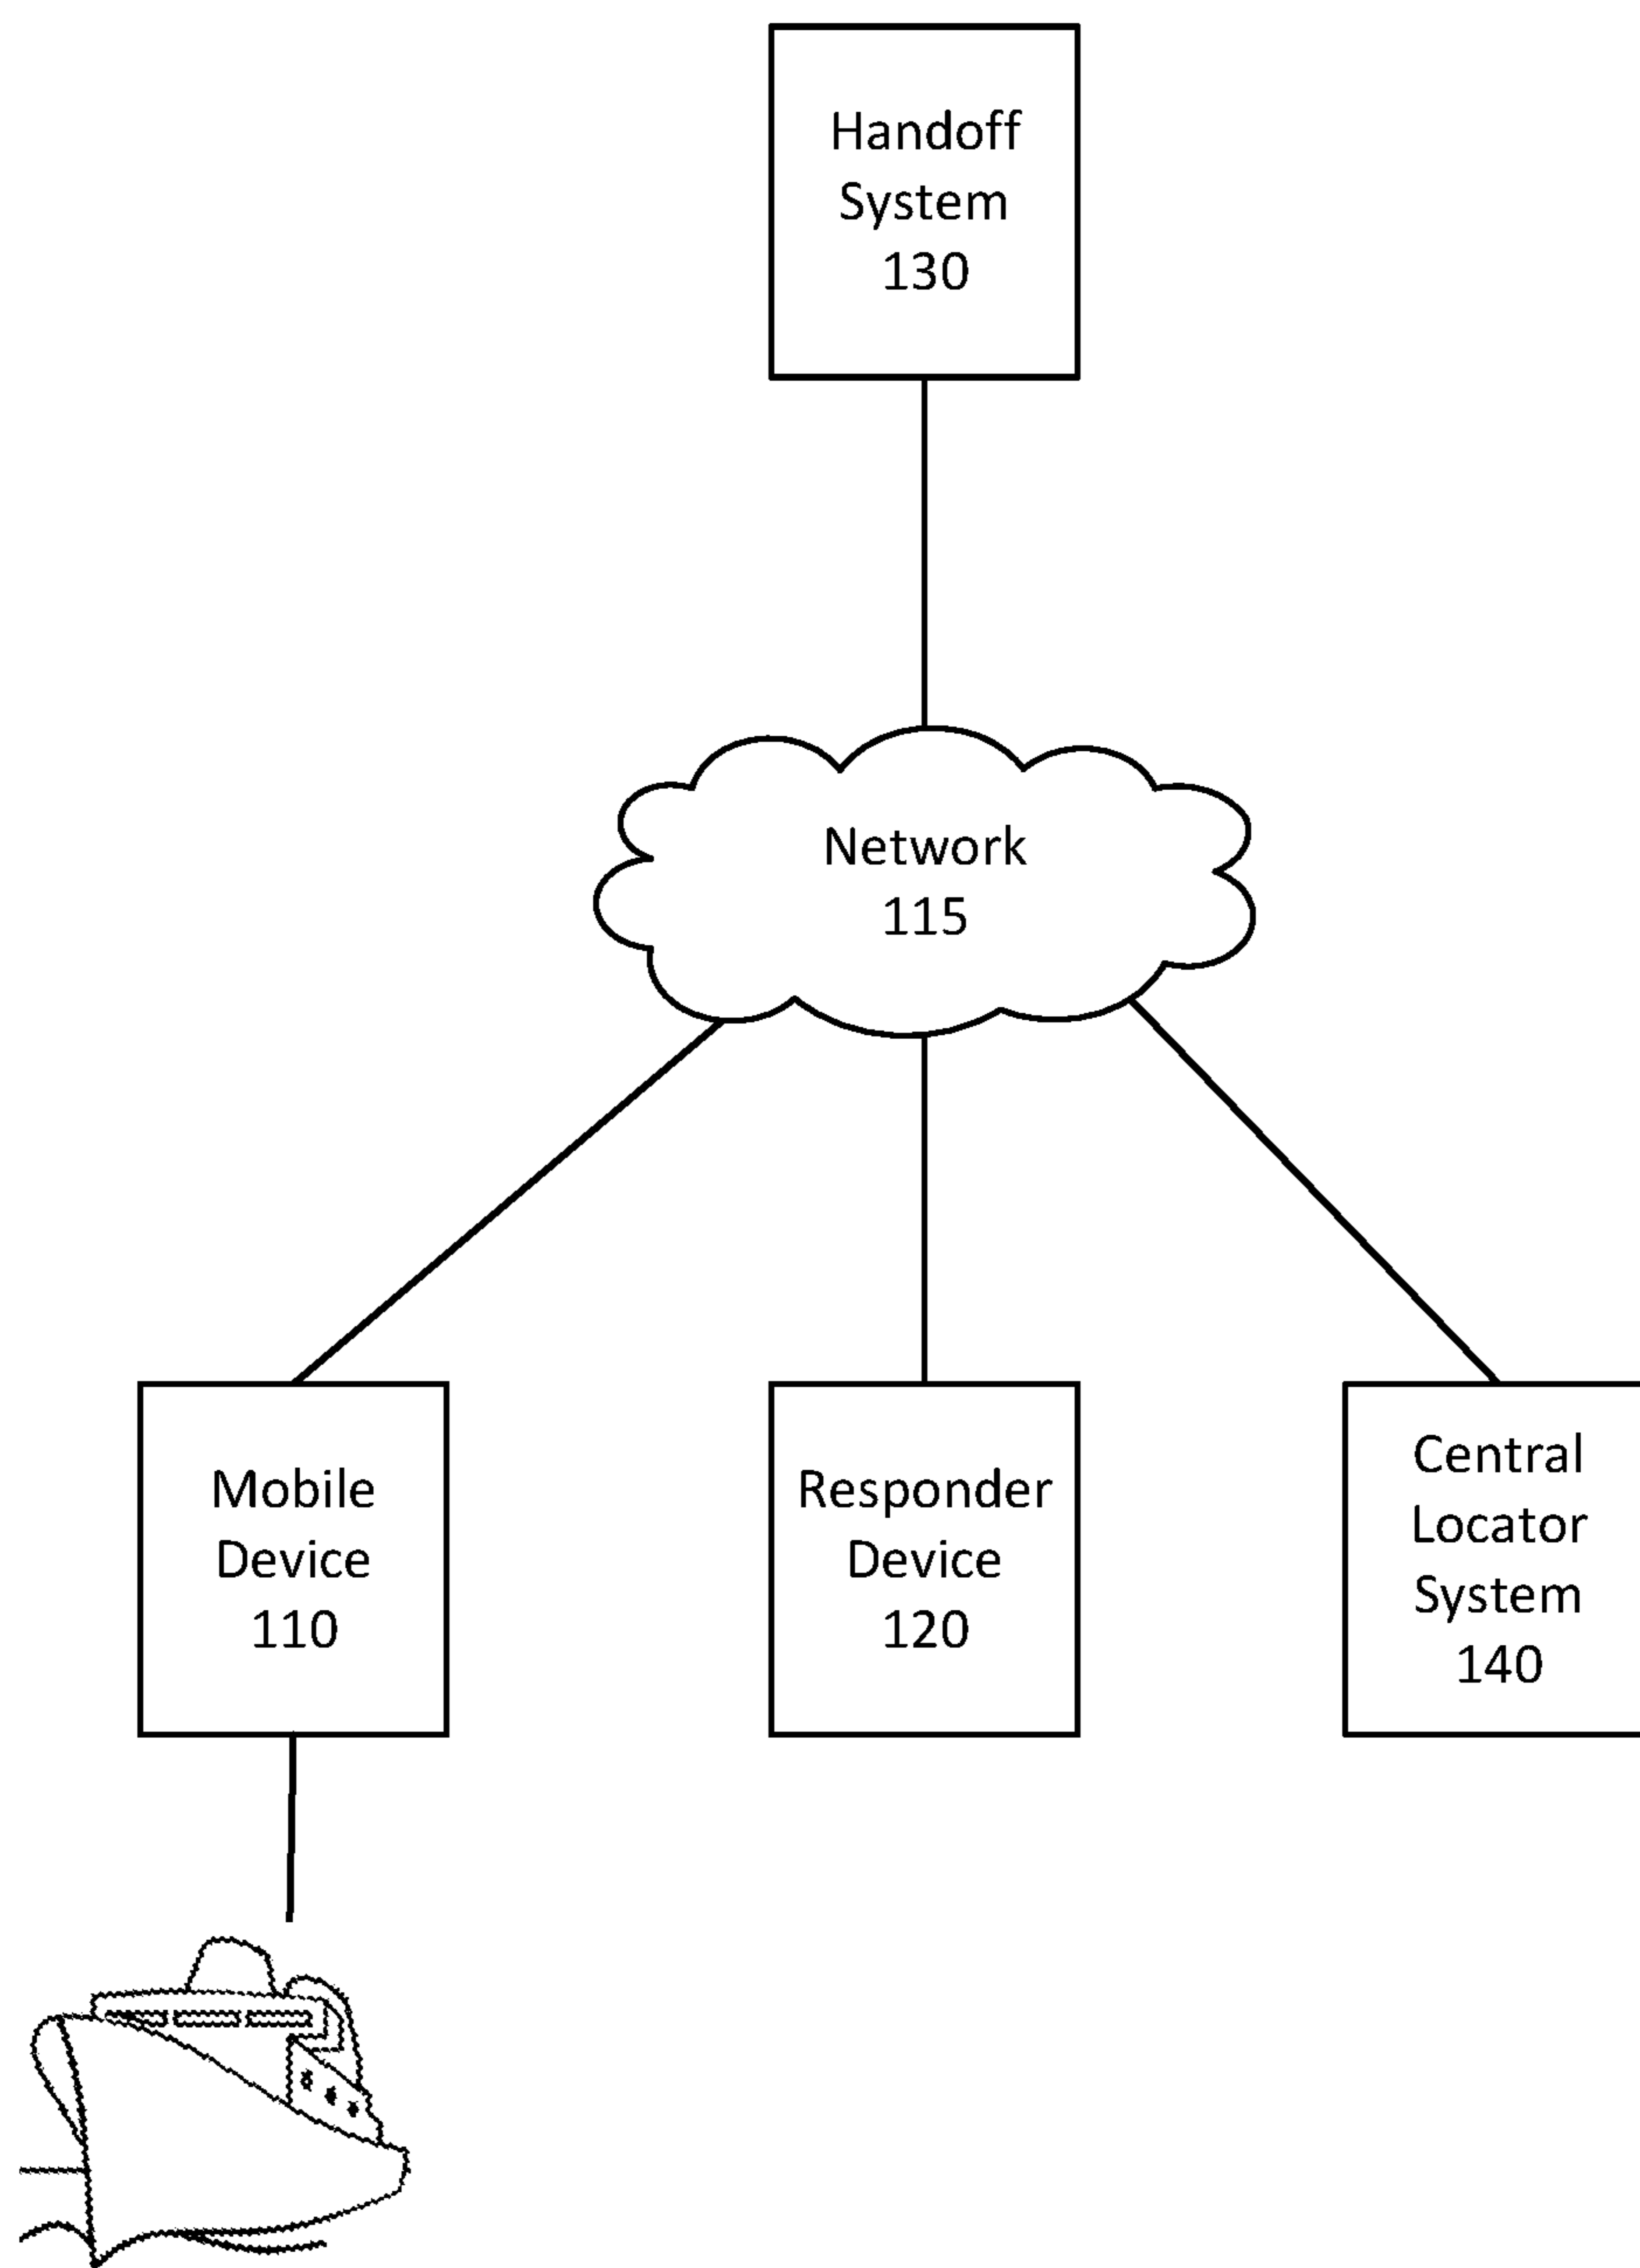 Handoff
System
130
Network
115
Mobile
Device
110
Responder
Device
120
Central
Locator
System
140